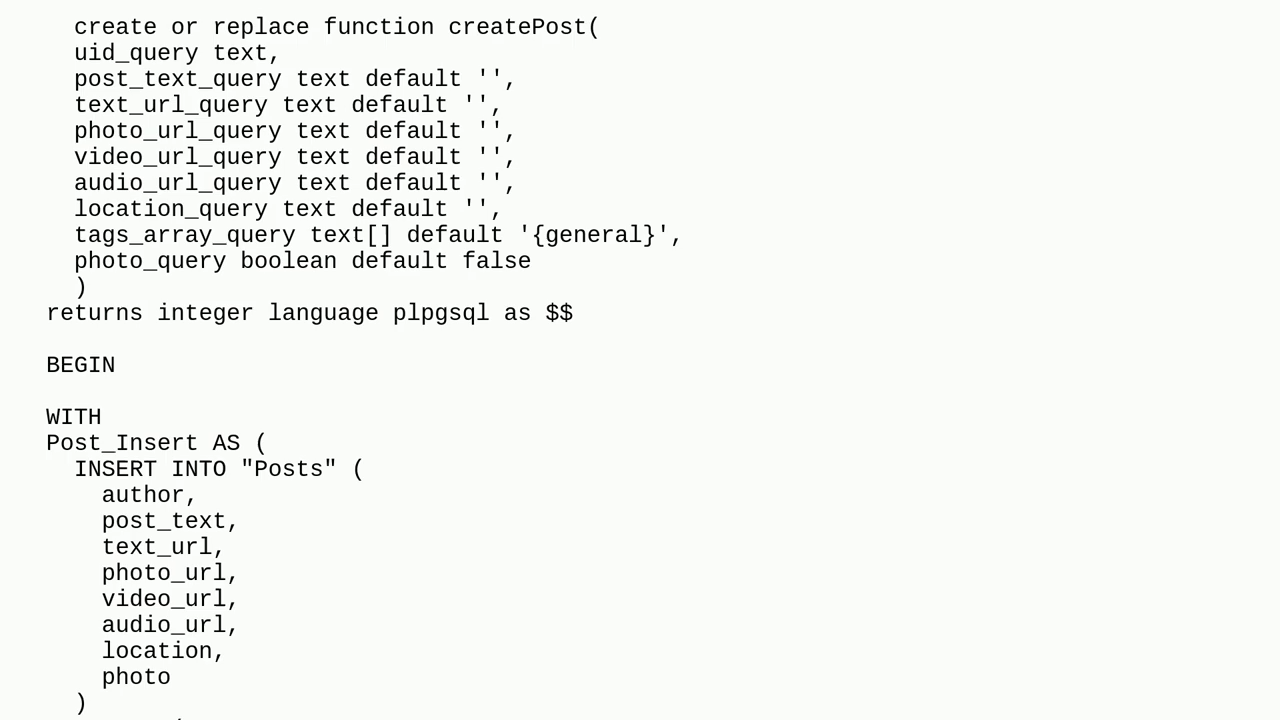 create or replace function createPost(
uid_query text,
post_text_query text default '',
text_url_query text default '',
photo_url_query text default '',
video_url_query text default '',
audio_url_query text default '',
location_query text default '',
tags_array_query text[] default '{general}',
photo_query boolean default false
)
returns integer language plpgsql as $$
BEGIN
WITH
Post_Insert AS (
INSERT INTO "Posts" (
author,
post_text,
text_url,
photo_url,
video_url,
audio_url,
location,
photo
)